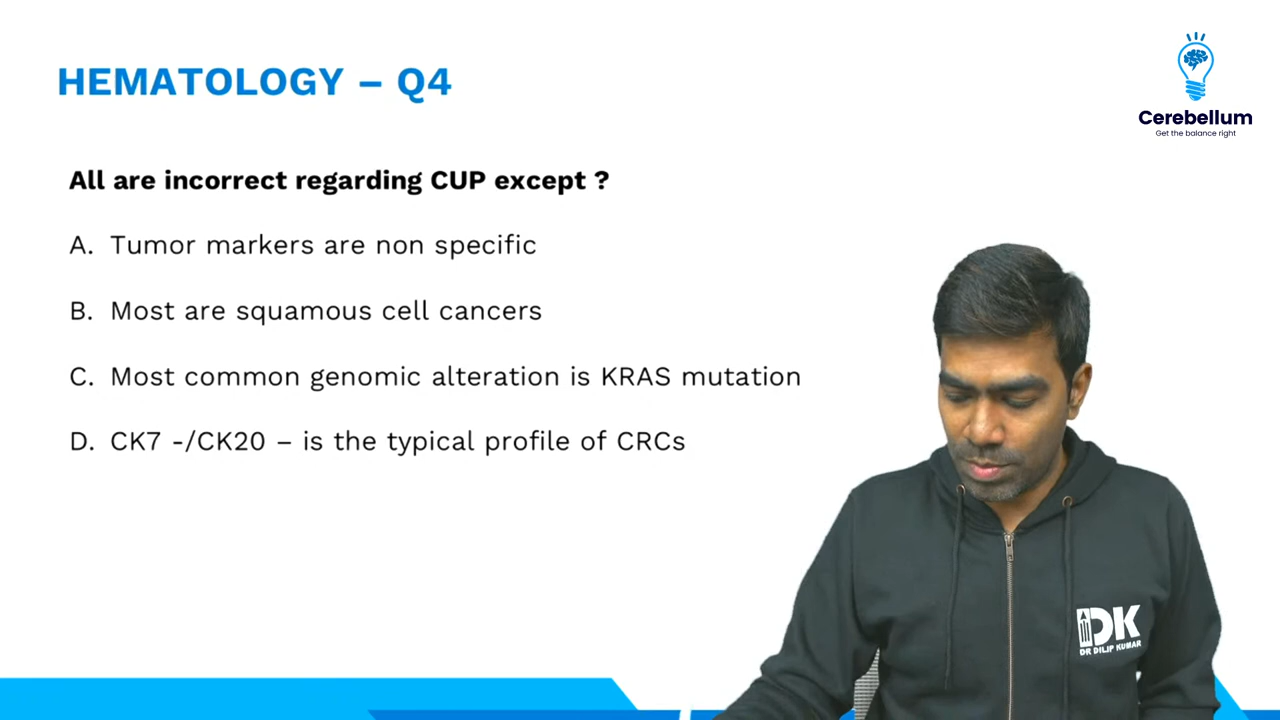 HEMATOLOGY – Q4
Cerebellum
Get the balance right
All are incorrect regarding CUP except ?
A. Tumor markers are non specific
B. Most are squamous cell cancers
C. Most common genomic alteration is KRAS mutation
D. CK7 -/CK20 – is the typical profile of CRCs
DK
DR DILIP KUMAR